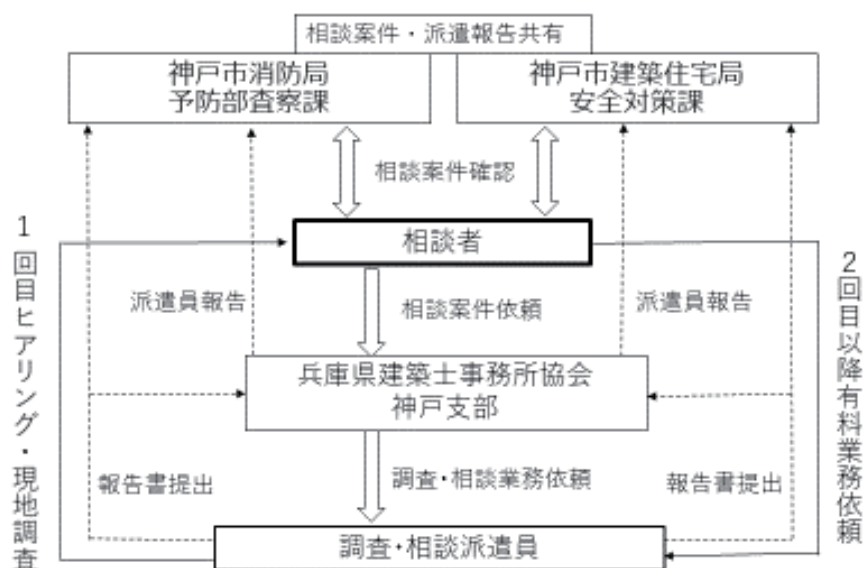 相談案件・派遣報告共有
神戸市消防局
予防部査察課
神戸市建築住宅局
安全対策課
相談案件確認
相談者
1回目ヒアリング・現地調査
2回目以降有料業務依頼
派遣員報告
相談案件依頼
派遣員報告
兵庫県建築士事務所協会
神戸支部
報告書提出
調査・相談業務依頼
報告書提出
調査・相談派遣員